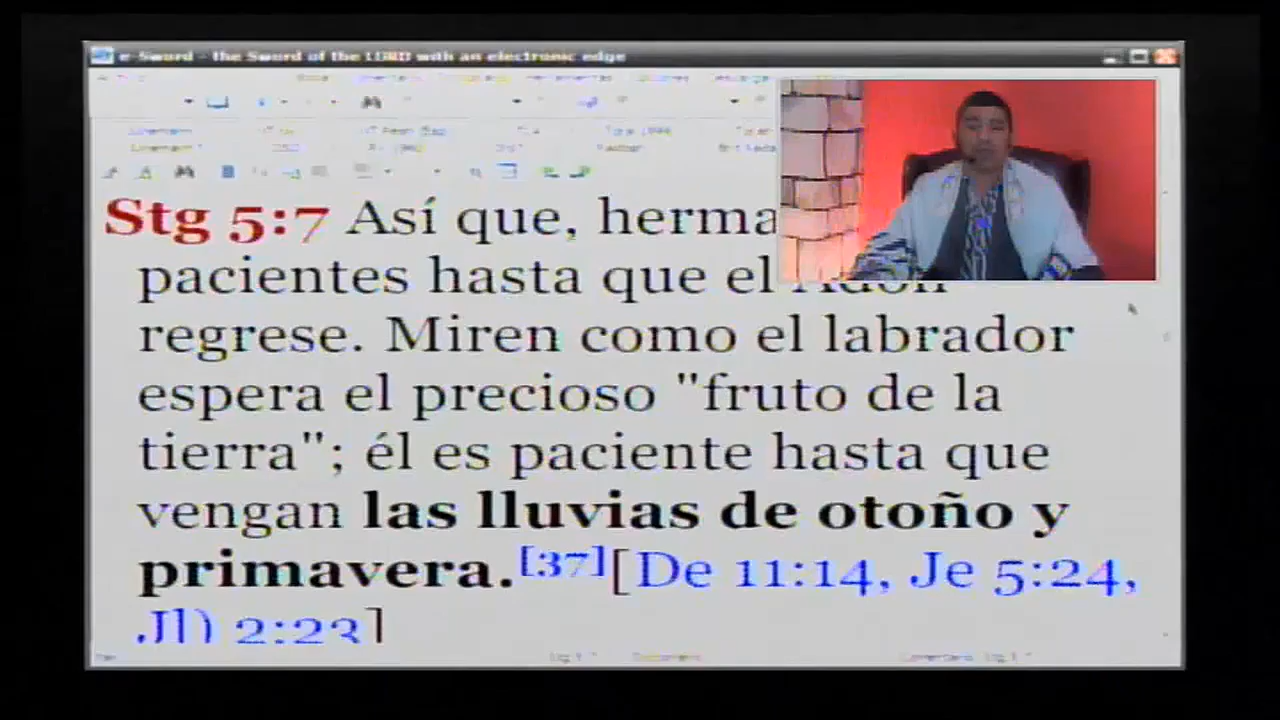 e-Sword - the Sword of the LORD with an electronic edge
Stg 5:7 Así que, herma
pacientes hasta que el Adón
regrese. Miren como el labrador
espera el precioso "fruto de la
tierra"; él es paciente hasta que
vengan las lluvias de otoño y
primavera.[37][De 11:14, Je 5:24,
Jl) 2:23]